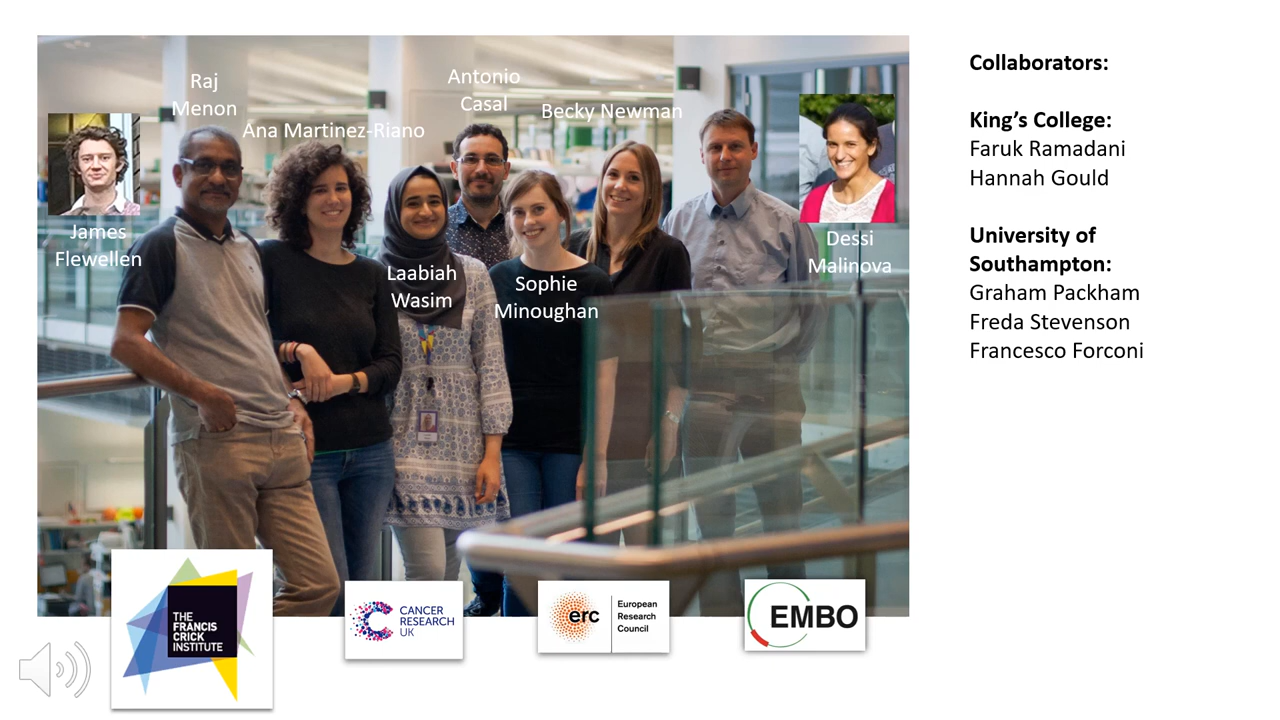 Raj
Menon
Ana Martinez-Riano
Antonio
Casal
Becky Newman
James
Flewellen
Laabiah
Wasim
Sophie
Minoughan
Dessi
Malinova
Collaborators:
King’s College:
Faruk Ramadani
Hannah Gould
University of
Southampton:
Graham Packham
Freda Stevenson
Francesco Forconi
THE
FRANCIS
CRICK
INSTITUTE
CANCER
RESEARCH
UK
erc
European
Research
Council
EMBO